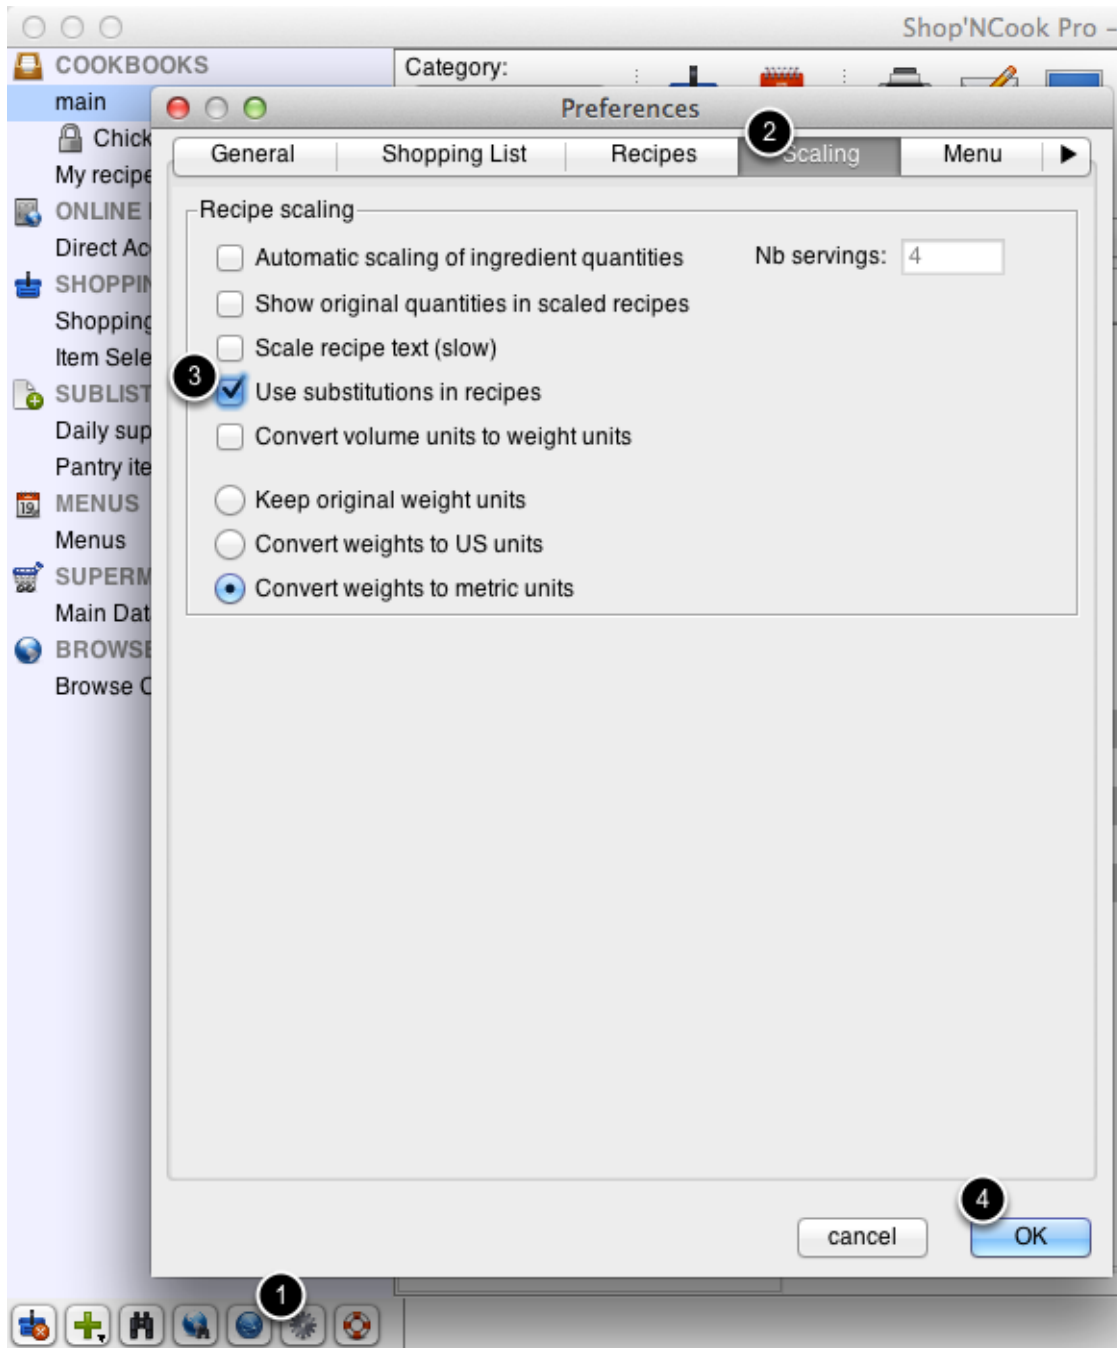 Shop'NCook Pro –
COOKBOOKS
Category:
main
Preferences
Chick
2
General
Shopping List
Recipes
Scaling
Menu
My recipe
ONLINE
Recipe scaling
Direct Ac
Automatic scaling of ingredient quantities
Nb servings: 4
SHOPPIN
Show original quantities in scaled recipes
Shopping
Scale recipe text (slow)
Item Sele
3
Use substitutions in recipes
SUBLIST
Daily sup
Convert volume units to weight units
Pantry ite
MENUS
Keep original weight units
Menus
Convert weights to US units
SUPERM
Convert weights to metric units
Main Dat
BROWSE
Browse C
4
cancel
OK
1
19